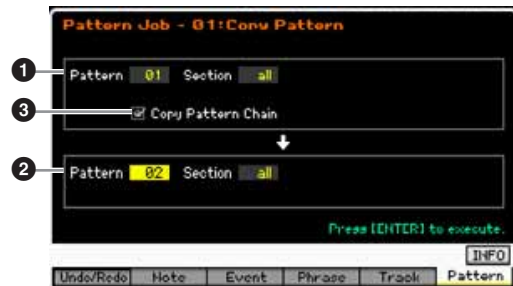 Pattern Job - 01:Copy Pattern
1 Pattern 01 Section all
3 Copy Pattern Chain
2 Pattern 02 Section all
Press [ENTER] to execute.
INFO
Undo/Redo Note Event Phrase Track Pattern